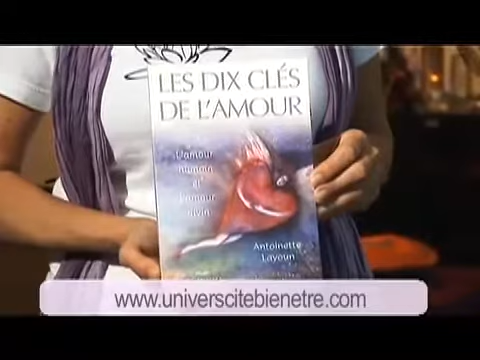 LES DIX CLÉS
DE L'AMOUR
L'amour
humain
et
l'amour
divin
Antoinette
Layoun
www.universcitebienetre.com